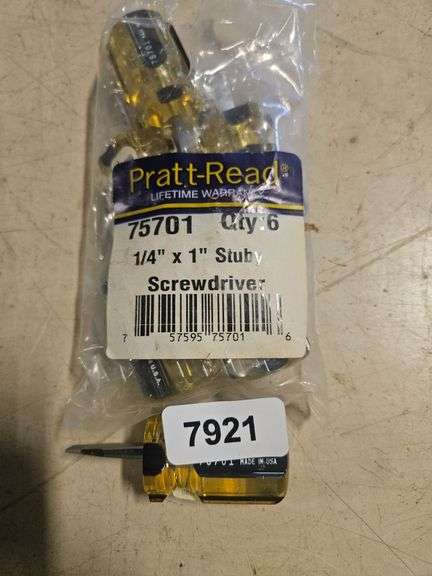 Pratt-Read®
LIFETIME WARRANTY
75701 Qty:6
1/4" x 1" Stuby
Screwdriver
7 57595 75701 6
U.S.A.
7921
MADE IN USA